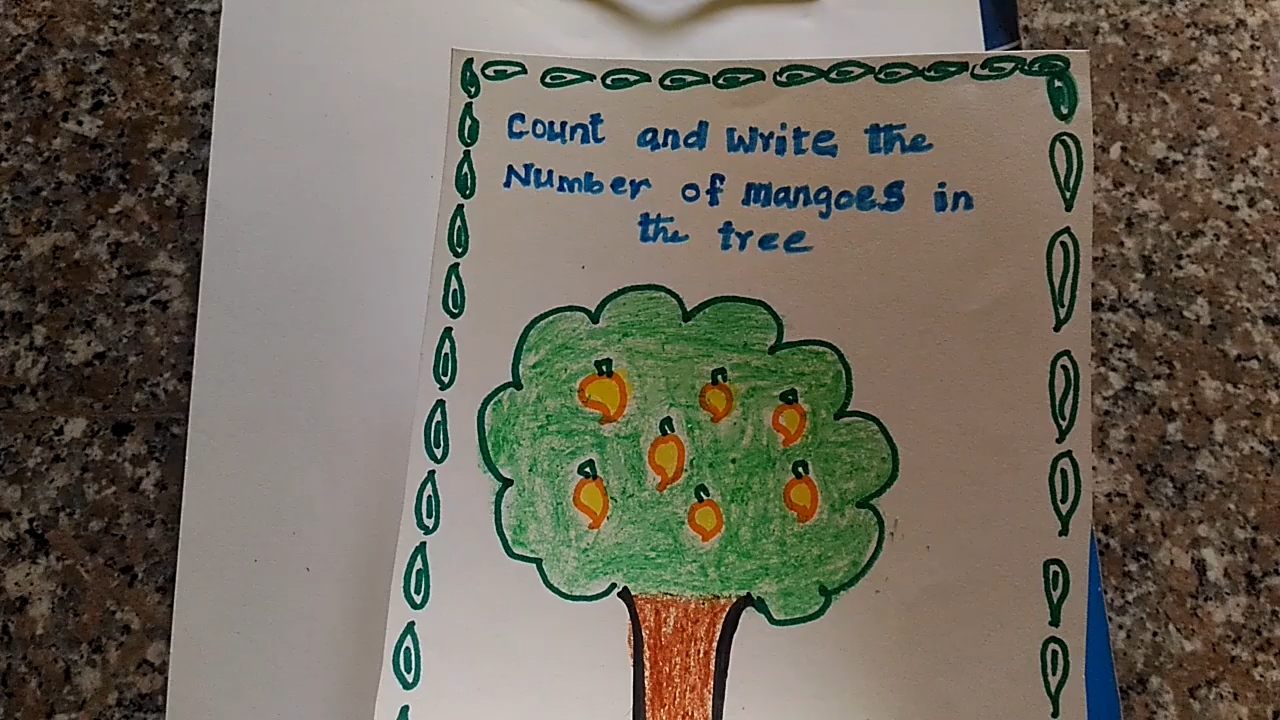 Count and Write the
Number of mangoes in
the tree